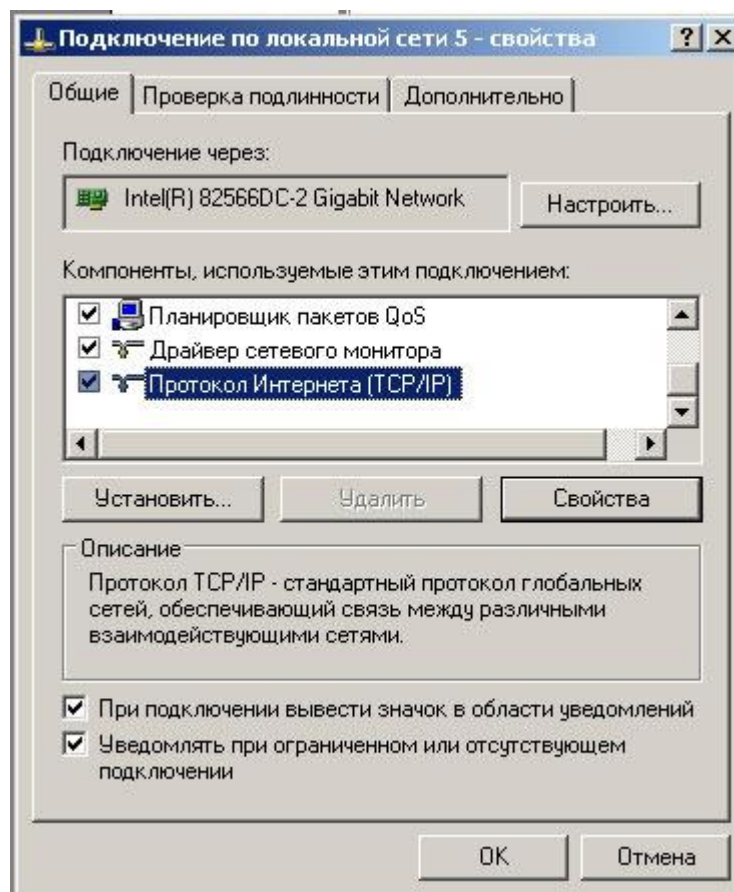 Подключение по локальной сети 5 - свойства
Общие Проверка подлинности Дополнительно
Подключение через:
Intel(R) 82566DC-2 Gigabit Network Настроить...
Компоненты, используемые этим подключением:
Планировщик пакетов QoS
Драйвер сетевого монитора
Протокол Интернета (TCP/IP)
Установить... Удалить Свойства
Описание
Протокол TCP/IP - стандартный протокол глобальных
сетей, обеспечивающий связь между различными
взаимодействующими сетями.
При подключении вывести значок в области уведомлений
Уведомлять при ограниченном или отсутствующем
подключении
OK Отмена